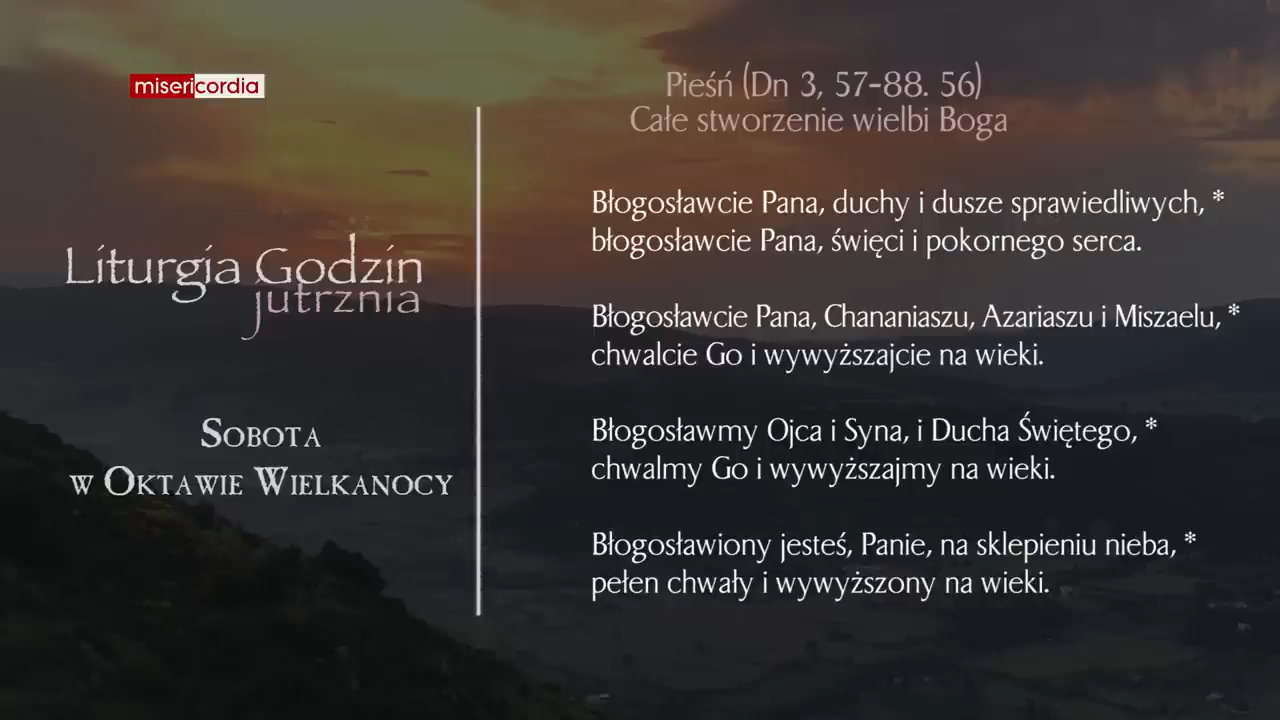 misericordia
Liturgia Godzin
jutrznia
Sobota
w Oktawie Wielkanocy
Pieśń (Dn 3, 57-88. 56)
Całe stworzenie wielbi Boga
Błogosławcie Pana, duchy i dusze sprawiedliwych, *
błogosławcie Pana, święci i pokornego serca.
Błogosławcie Pana, Chananiaszu, Azariaszu i Miszaelu, *
chwalcie Go i wywyższajcie na wieki.
Błogosławmy Ojca i Syna, i Ducha Świętego, *
chwalmy Go i wywyższajmy na wieki.
Błogosławiony jesteś, Panie, na sklepieniu nieba, *
pełen chwały i wywyższony na wieki.